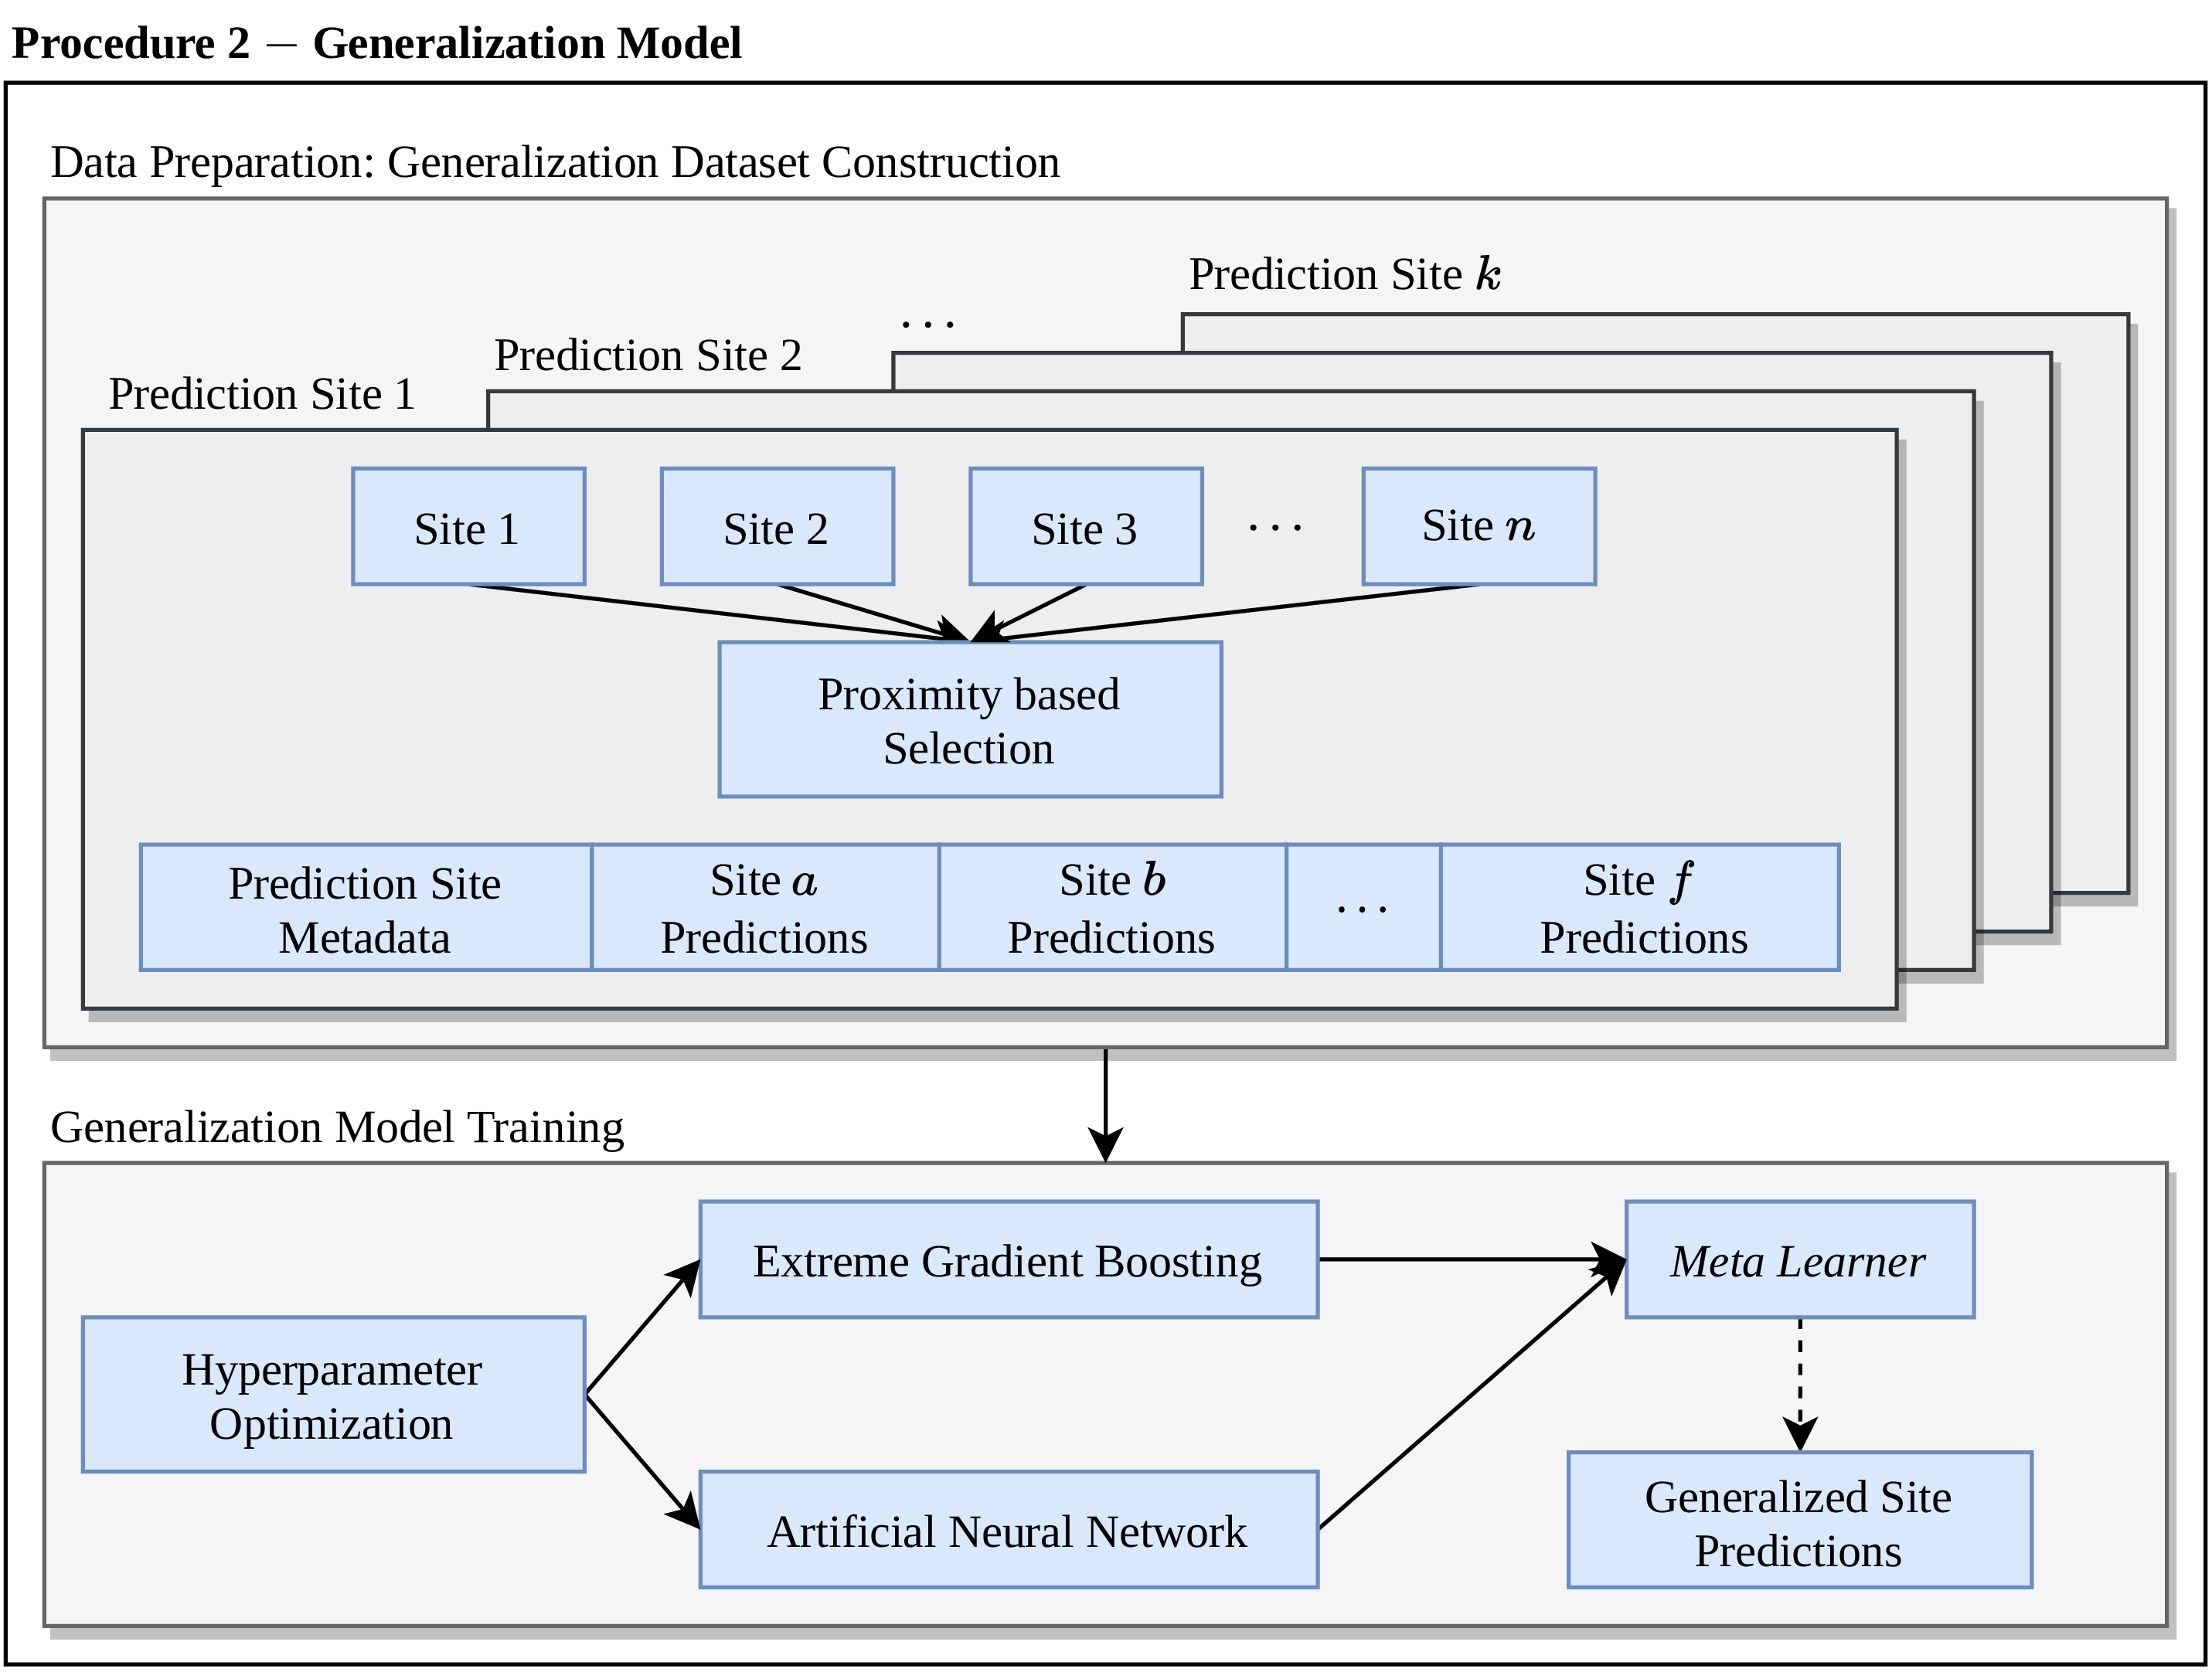 Procedure 2 — Generalization Model
Data Preparation: Generalization Dataset Construction
Prediction Site k
...
Prediction Site 2
Prediction Site 1
Site 1
Site 2
Site 3
...
Site n
Proximity based
Selection
Prediction Site
Metadata
Site a
Predictions
Site b
Predictions
...
Site f
Predictions
Generalization Model Training
Extreme Gradient Boosting
Meta Learner
Hyperparameter
Optimization
Artificial Neural Network
Generalized Site
Predictions